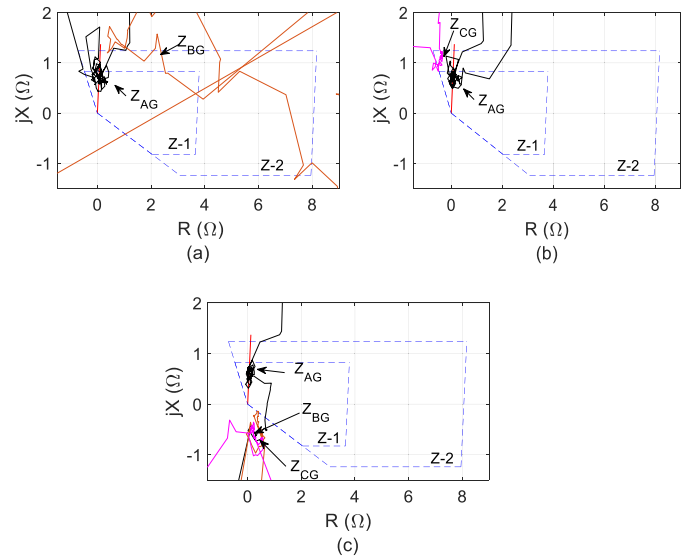 2
1
0
-1
jX (Ω)
Z_BG
Z_AG
Z-1
Z-2
0 2 4 6 8
R (Ω)
(a)
2
1
0
-1
jX (Ω)
Z_CG
Z_AG
Z-1
Z-2
0 2 4 6 8
R (Ω)
(b)
2
1
0
-1
jX (Ω)
Z_AG
Z_BG
Z-1
Z-2
Z_CG
0 2 4 6 8
R (Ω)
(c)